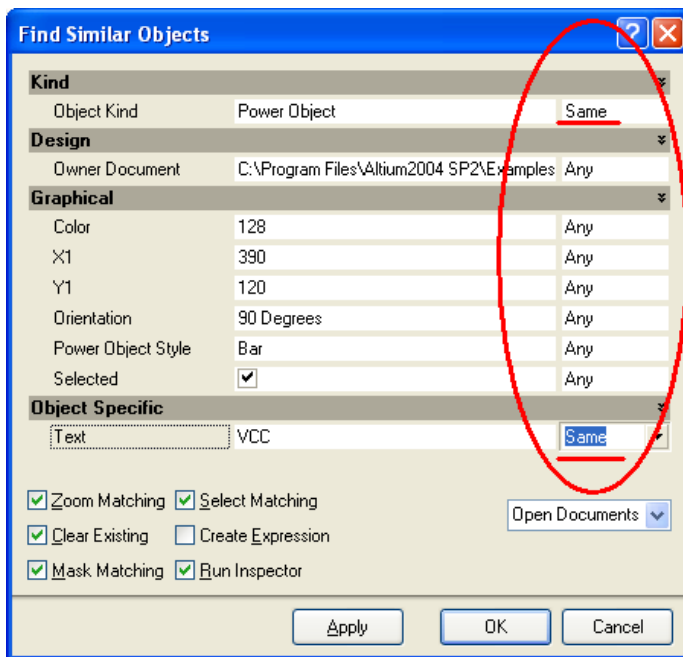 Find Similar Objects
Kind
Object Kind Power Object Same
Design
Owner Document C:\Program Files\Altium2004 SP2\Examples Any
Graphical
Color 128 Any
X1 390 Any
Y1 120 Any
Orientation 90 Degrees Any
Power Object Style Bar Any
Selected Any
Object Specific
Text VCC Same
Zoom Matching Select Matching
Open Documents
Clear Existing Create Expression
Mask Matching Run Inspector
Apply OK Cancel